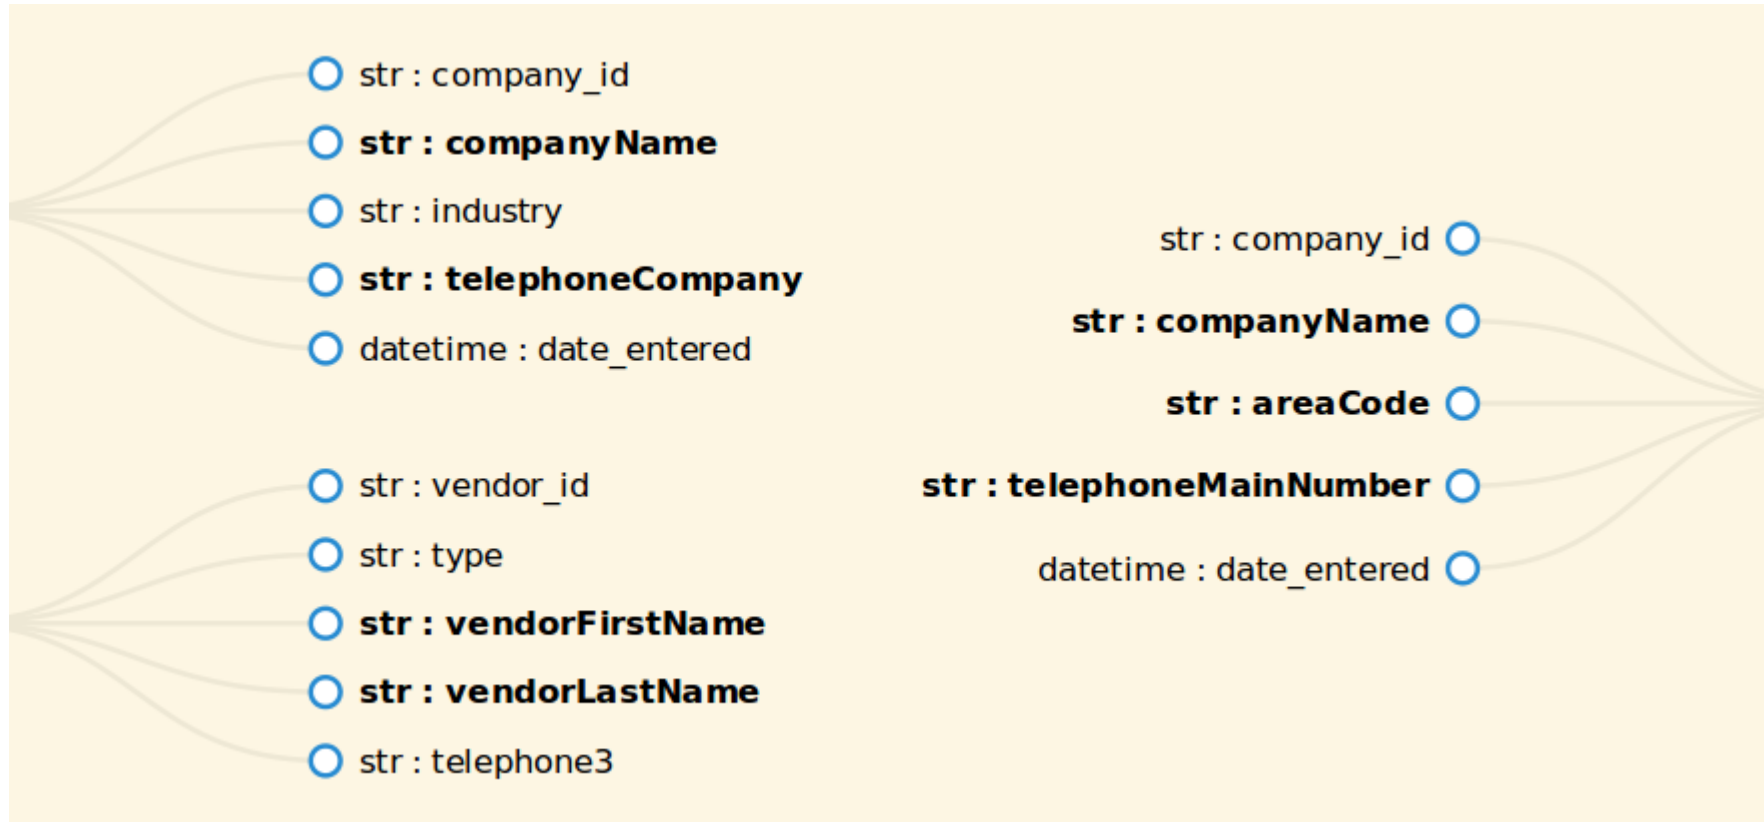 str : company_id
str : companyName
str : industry
str : telephoneCompany
datetime : date_entered
str : vendor_id
str : type
str : vendorFirstName
str : vendorLastName
str : telephone3
str : company_id
str : companyName
str : areaCode
str : telephoneMainNumber
datetime : date_entered